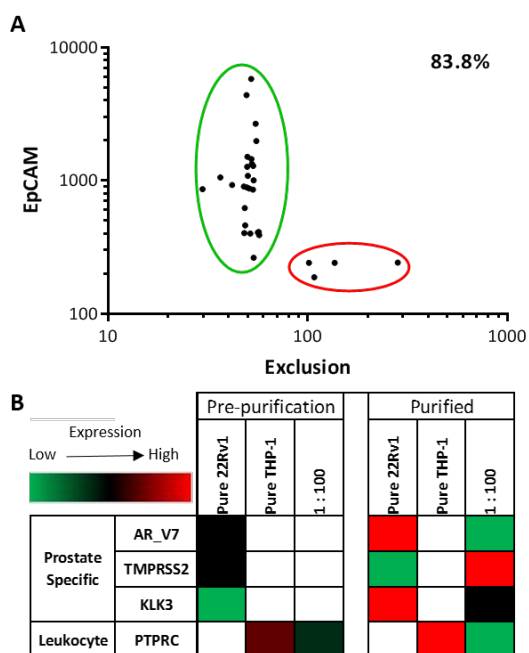 A
83.8%
10000
1000
100
EpCAM
10 100 1000
Exclusion
B
Pre-purification Purified
Expression
Low High
Pure 22Rv1 Pure THP-1 1 : 100 Pure 22Rv1 Pure THP-1 1 : 100
Prostate Specific
AR_V7
TMPRSS2
KLK3
Leukocyte PTPRC